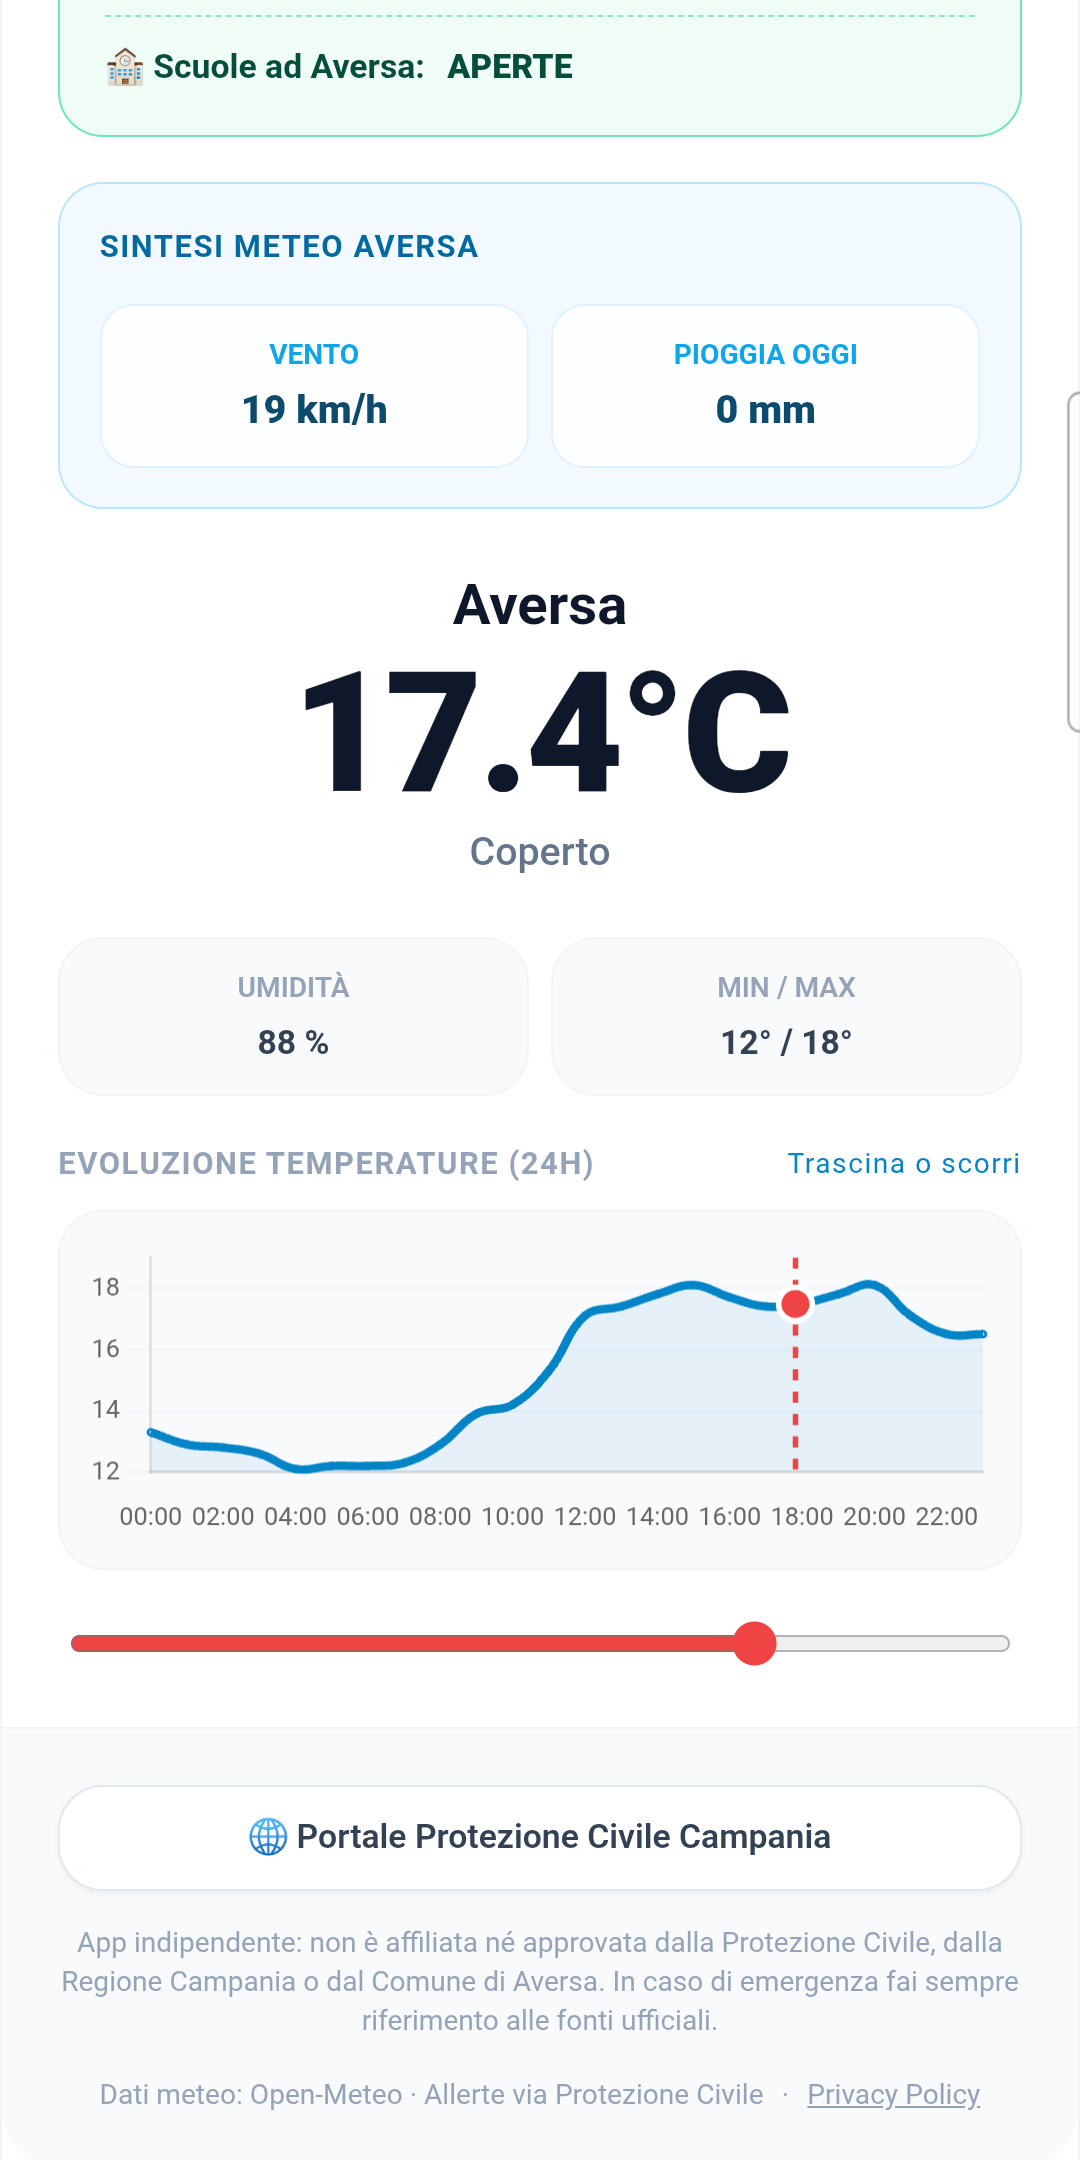 Scuole ad Aversa: APERTE
SINTESI METEO AVERSA
VENTO
19 km/h
PIOGGIA OGGI
0 mm
Aversa
17.4°C
Coperto
UMIDITÀ
88 %
MIN / MAX
12° / 18°
EVOLUZIONE TEMPERATURE (24H)
Trascina o scorri
18
16
14
12
00:00 02:00 04:00 06:00 08:00 10:00 12:00 14:00 16:00 18:00 20:00 22:00
Portale Protezione Civile Campania
App indipendente: non è affiliata né approvata dalla Protezione Civile, dalla
Regione Campania o dal Comune di Aversa. In caso di emergenza fai sempre
riferimento alle fonti ufficiali.
Dati meteo: Open-Meteo · Allerte via Protezione Civile · Privacy Policy